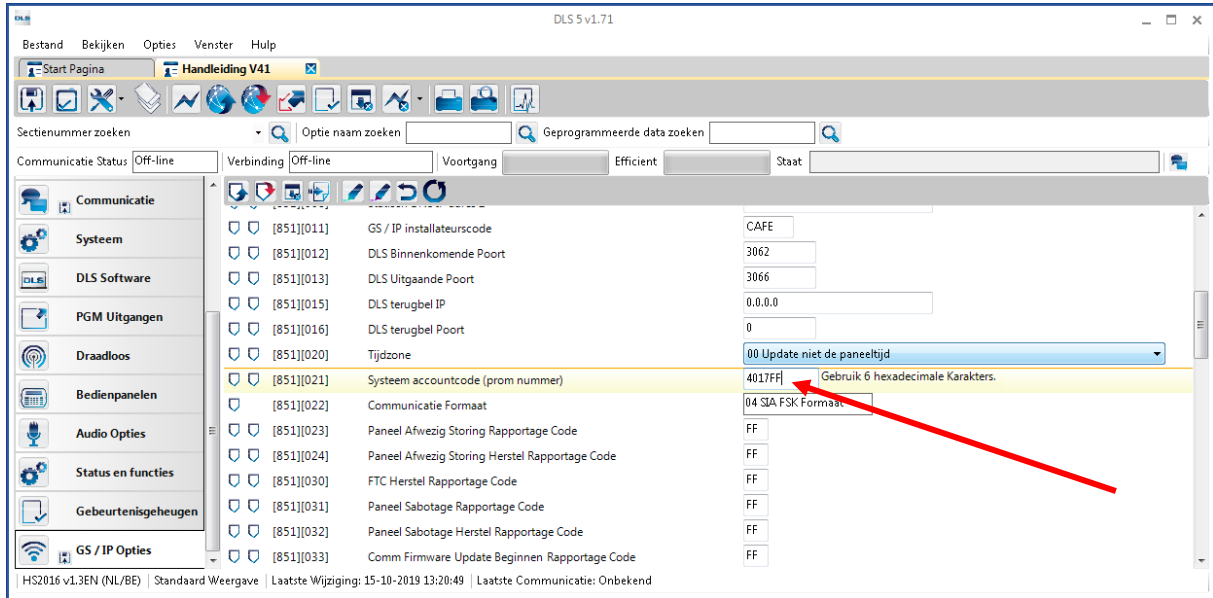 DLS 5 v1.71
Bestand Bekijken Opties Venster Hulp
Start Pagina Handleiding V41
Sectienummer zoeken Optie naam zoeken Geprogrammeerde data zoeken
Communicatie Status Off-line Verbinding Off-line Voortgang Efficient Staat
Communicatie
Systeem
DLS Software
PGM Uitgangen
Draadloos
Bedienpanelen
Audio Opties
Status en functies
Gebeurtenisgeheugen
GS / IP Opties
[851][011] GS / IP installateurscode CAFE
[851][012] DLS Binnenkomende Poort 3062
[851][013] DLS Uitgaande Poort 3066
[851][015] DLS terugbel IP 0.0.0.0
[851][016] DLS terugbel Poort 0
[851][020] Tijdzone 00 Update niet de paneeltijd
[851][021] Systeem accountcode (prom nummer) 4017FF Gebruik 6 hexadecimale Karakters.
[851][022] Communicatie Formaat 04 SIA FSK Formaat
[851][023] Paneel Afwezig Storing Rapportage Code FF
[851][024] Paneel Afwezig Storing Herstel Rapportage Code FF
[851][030] FTC Herstel Rapportage Code FF
[851][031] Paneel Sabotage Rapportage Code FF
[851][032] Paneel Sabotage Herstel Rapportage Code FF
[851][033] Comm Firmware Update Beginnen Rapportage Code FF
HS2016 v1.3EN (NL/BE) Standaard Weergave Laatste Wijziging: 15-10-2019 13:20:49 Laatste Communicatie: Onbekend